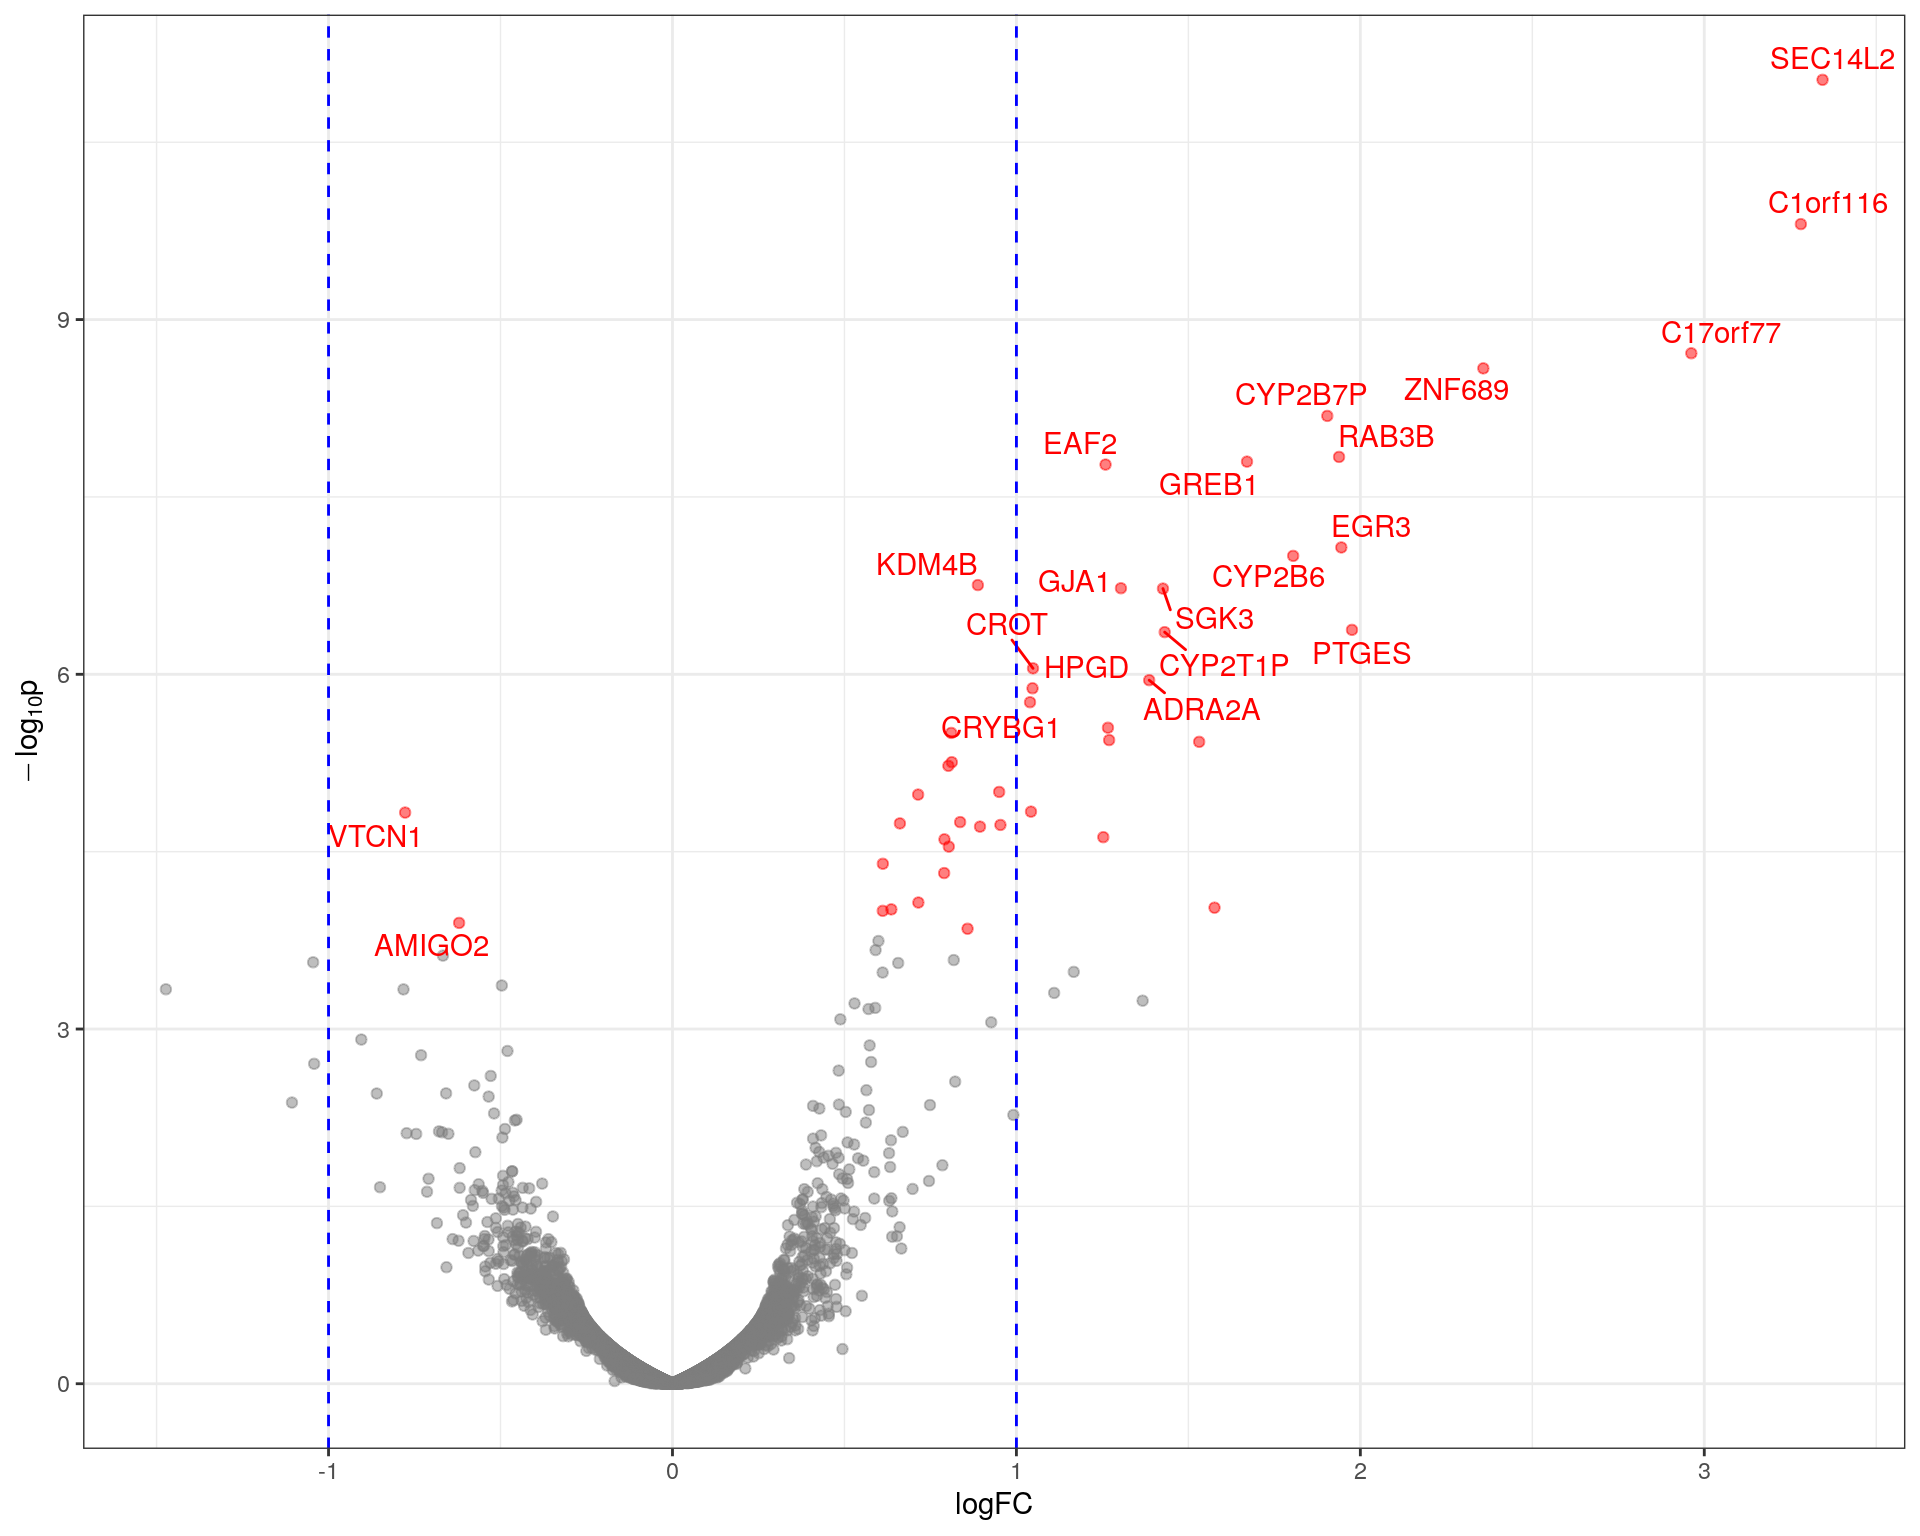 SEC14L2
C1orf116
9
C17orf77
ZNF689
CYP2B7P
RAB3B
EAF2
GREB1
EGR3
KDM4B
GJA1
CYP2B6
SGK3
CROT
PTGES
6
HPGD
CYP2T1P
ADRA2A
CRYBG1
− log10p
VTCN1
AMIGO2
3
0
-1
0
1
2
3
logFC